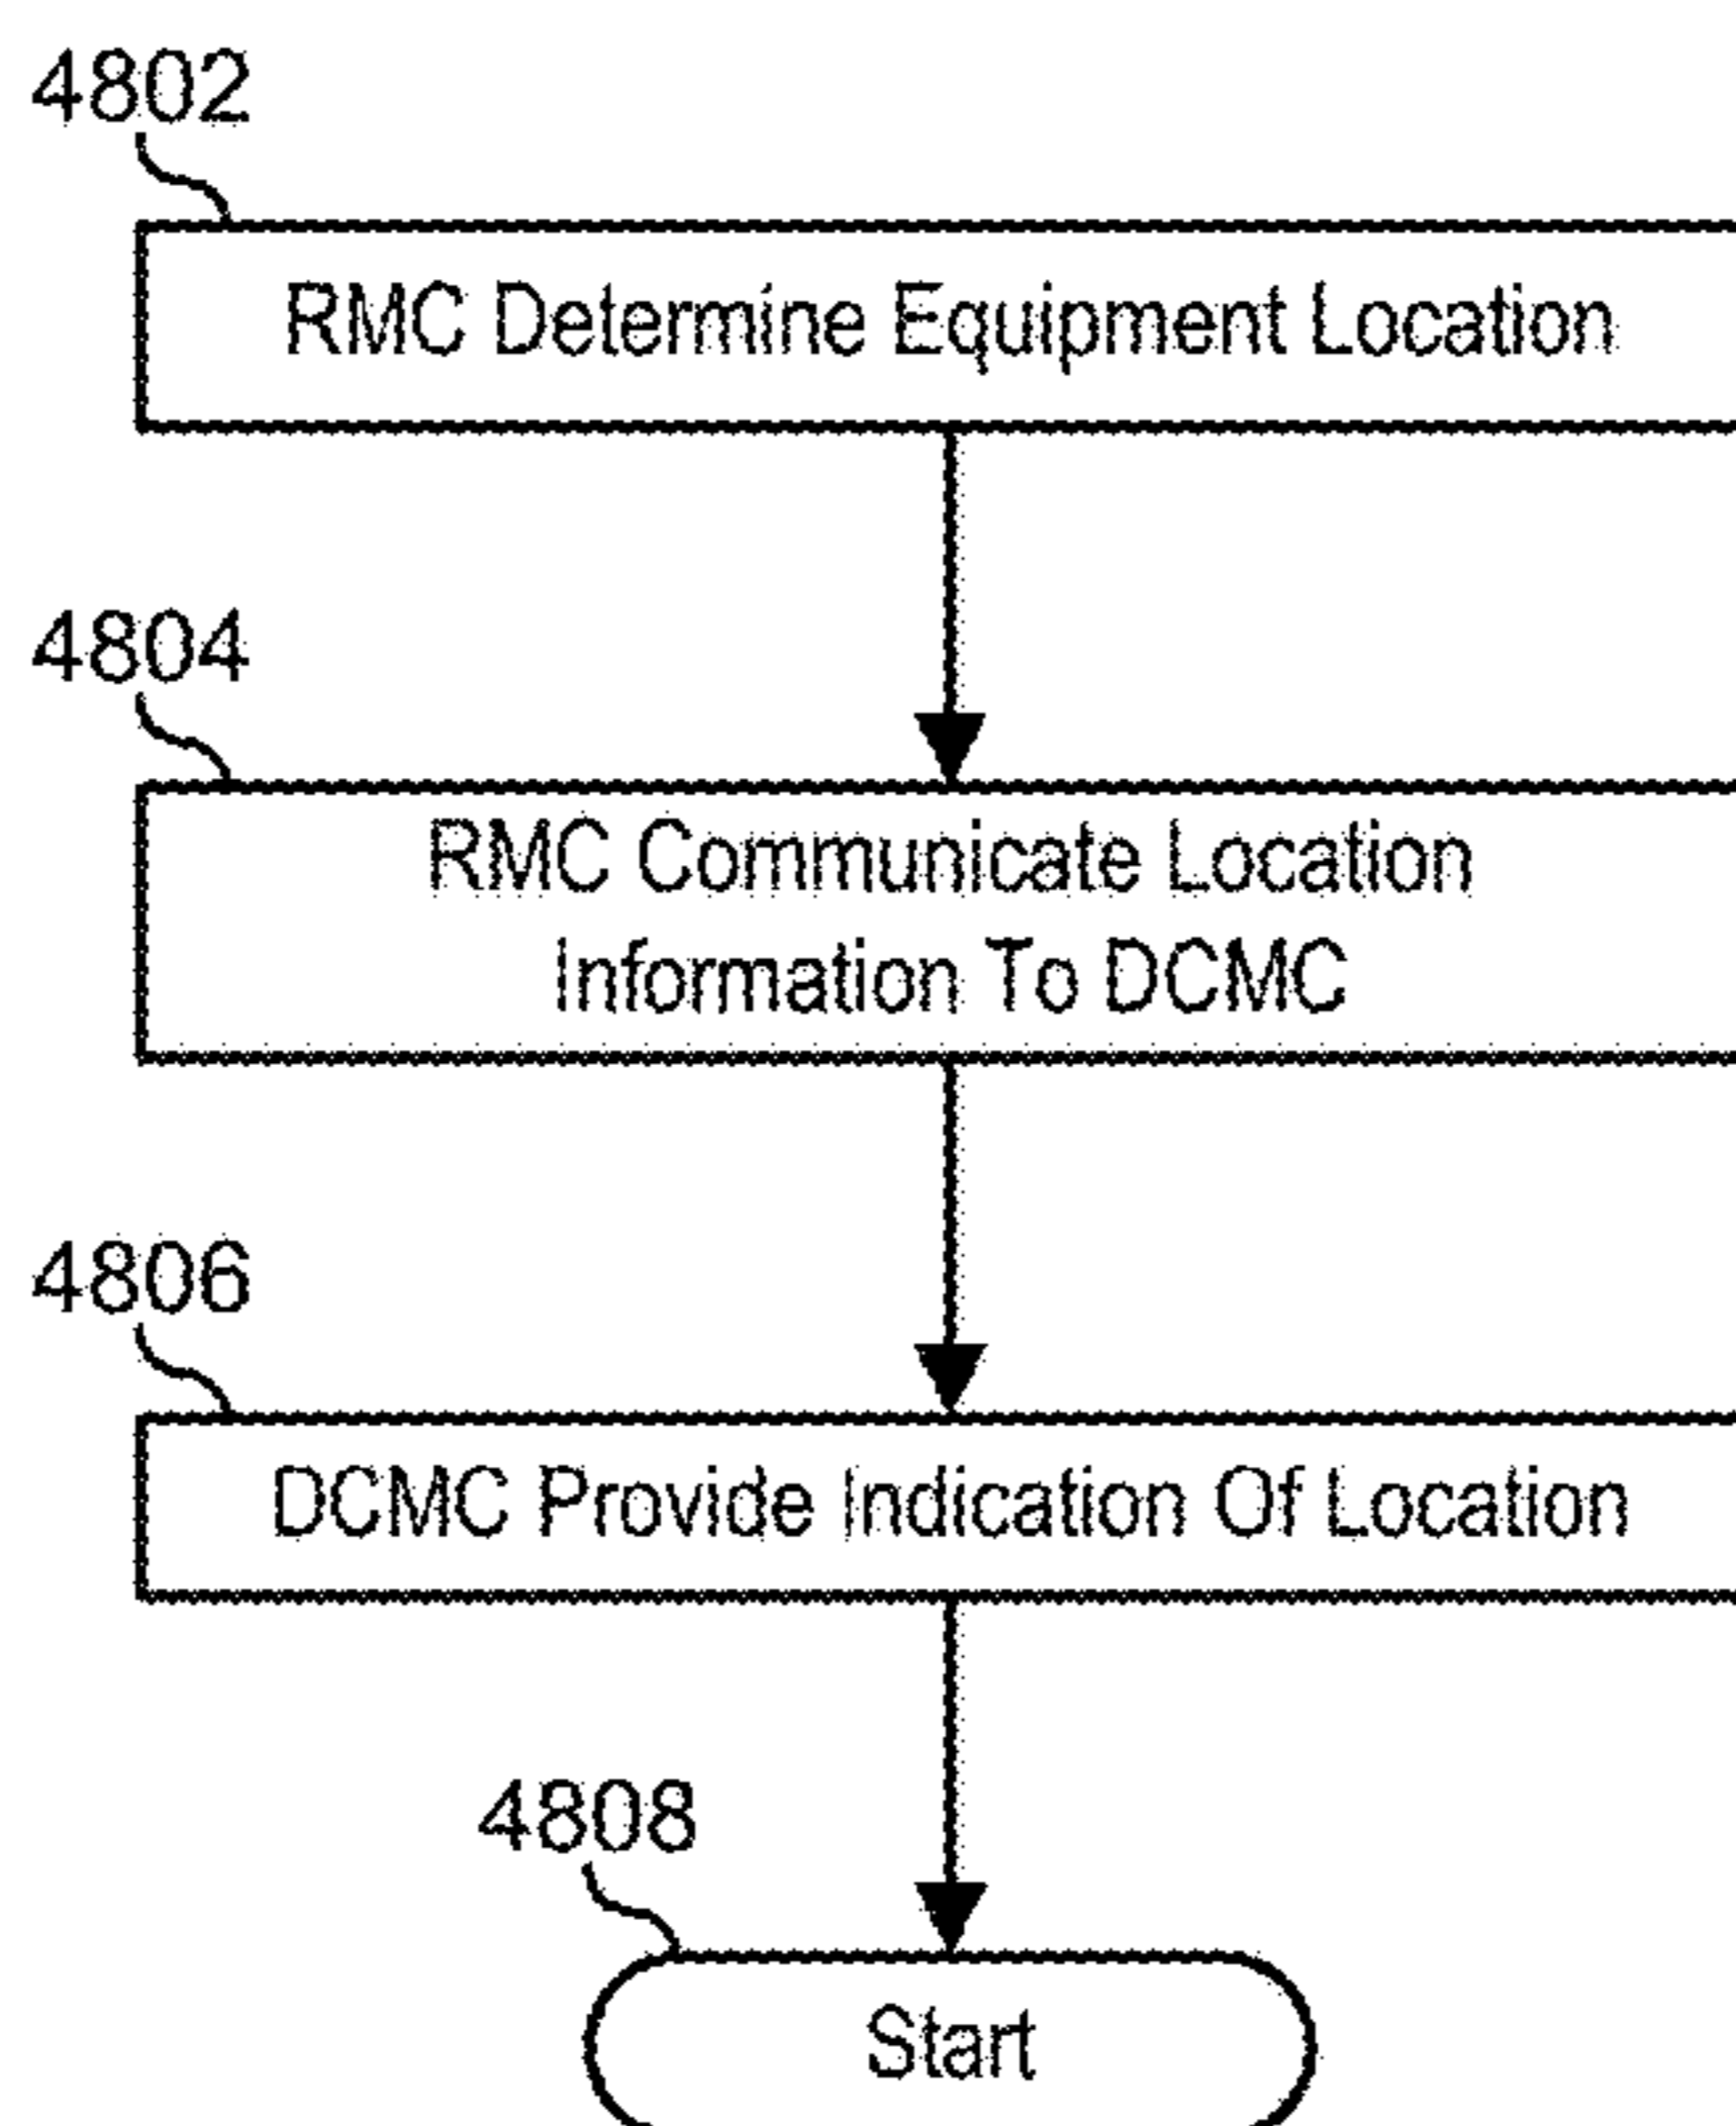 4802
RMC Determine Equipment Location
4804
RMC Communicate Location
Information To DCMC
4806
DCMC Provide Indication Of Location
4808
Start